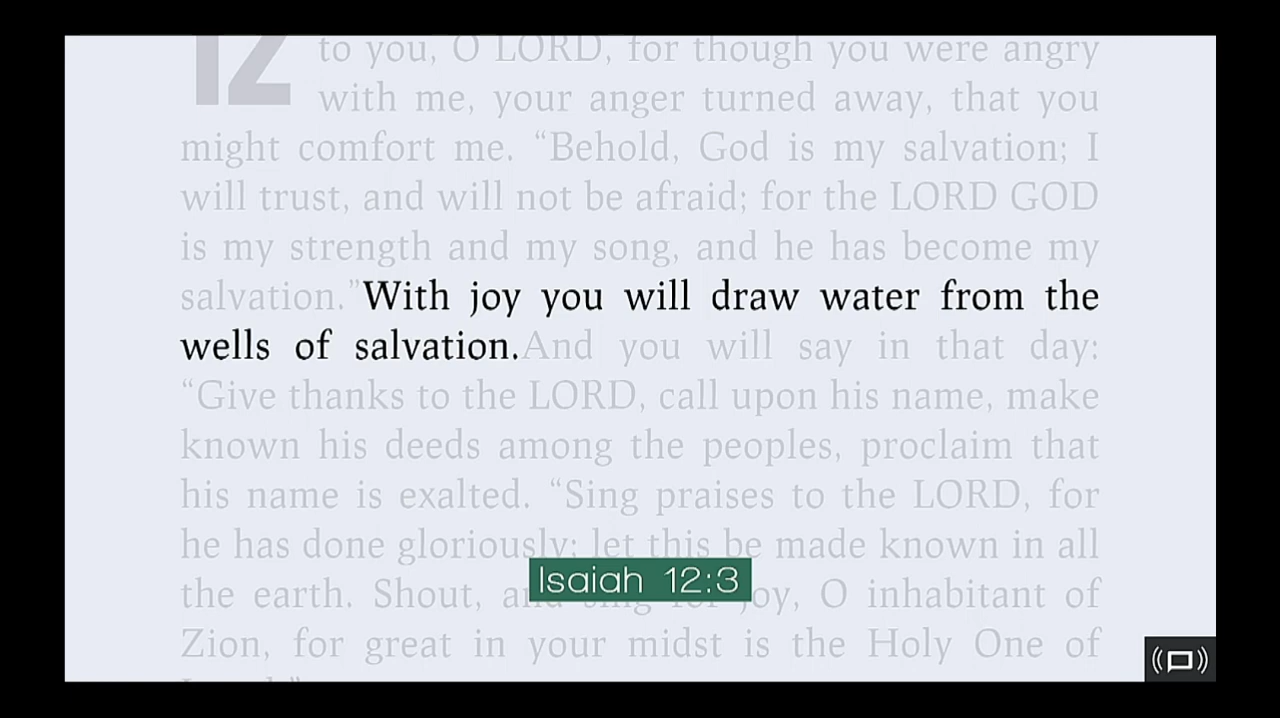 12
to you, O LORD, for though you were angry
with me, your anger turned away, that you
might comfort me. “Behold, God is my salvation; I
will trust, and will not be afraid; for the LORD GOD
is my strength and my song, and he has become my
salvation.”With joy you will draw water from the
wells of salvation.And you will say in that day:
“Give thanks to the LORD, call upon his name, make
known his deeds among the peoples, proclaim that
his name is exalted. “Sing praises to the LORD, for
he has done gloriously; let this be made known in all
Isaiah 12:3
the earth. Shout, and sing for joy, O inhabitant of
Zion, for great in your midst is the Holy One of